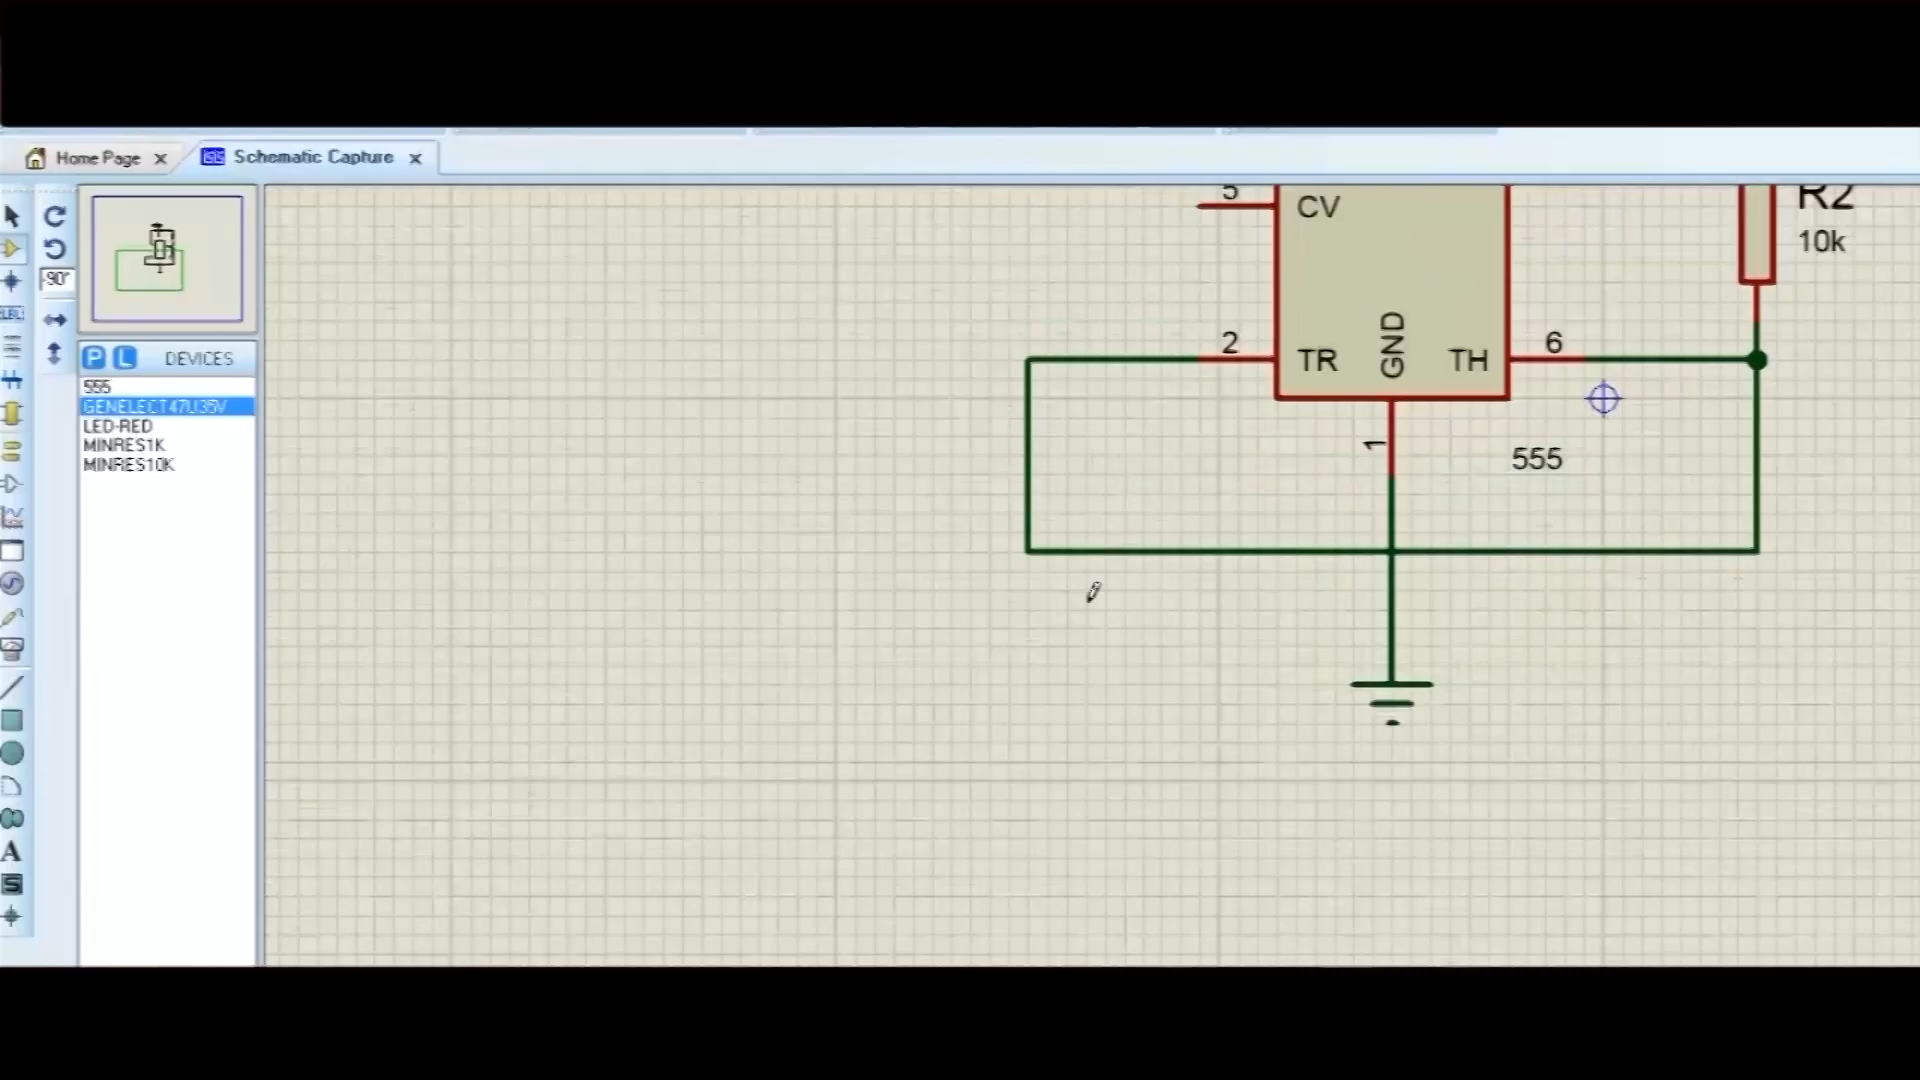 Home Page
Schematic Capture
LBL
-90°
P L DEVICES
555
GENELECT47U35V
LED-RED
MINRES1K
MINRES10K
A
S
5
CV
R2
10k
2
TR
GND
TH
6
1
555